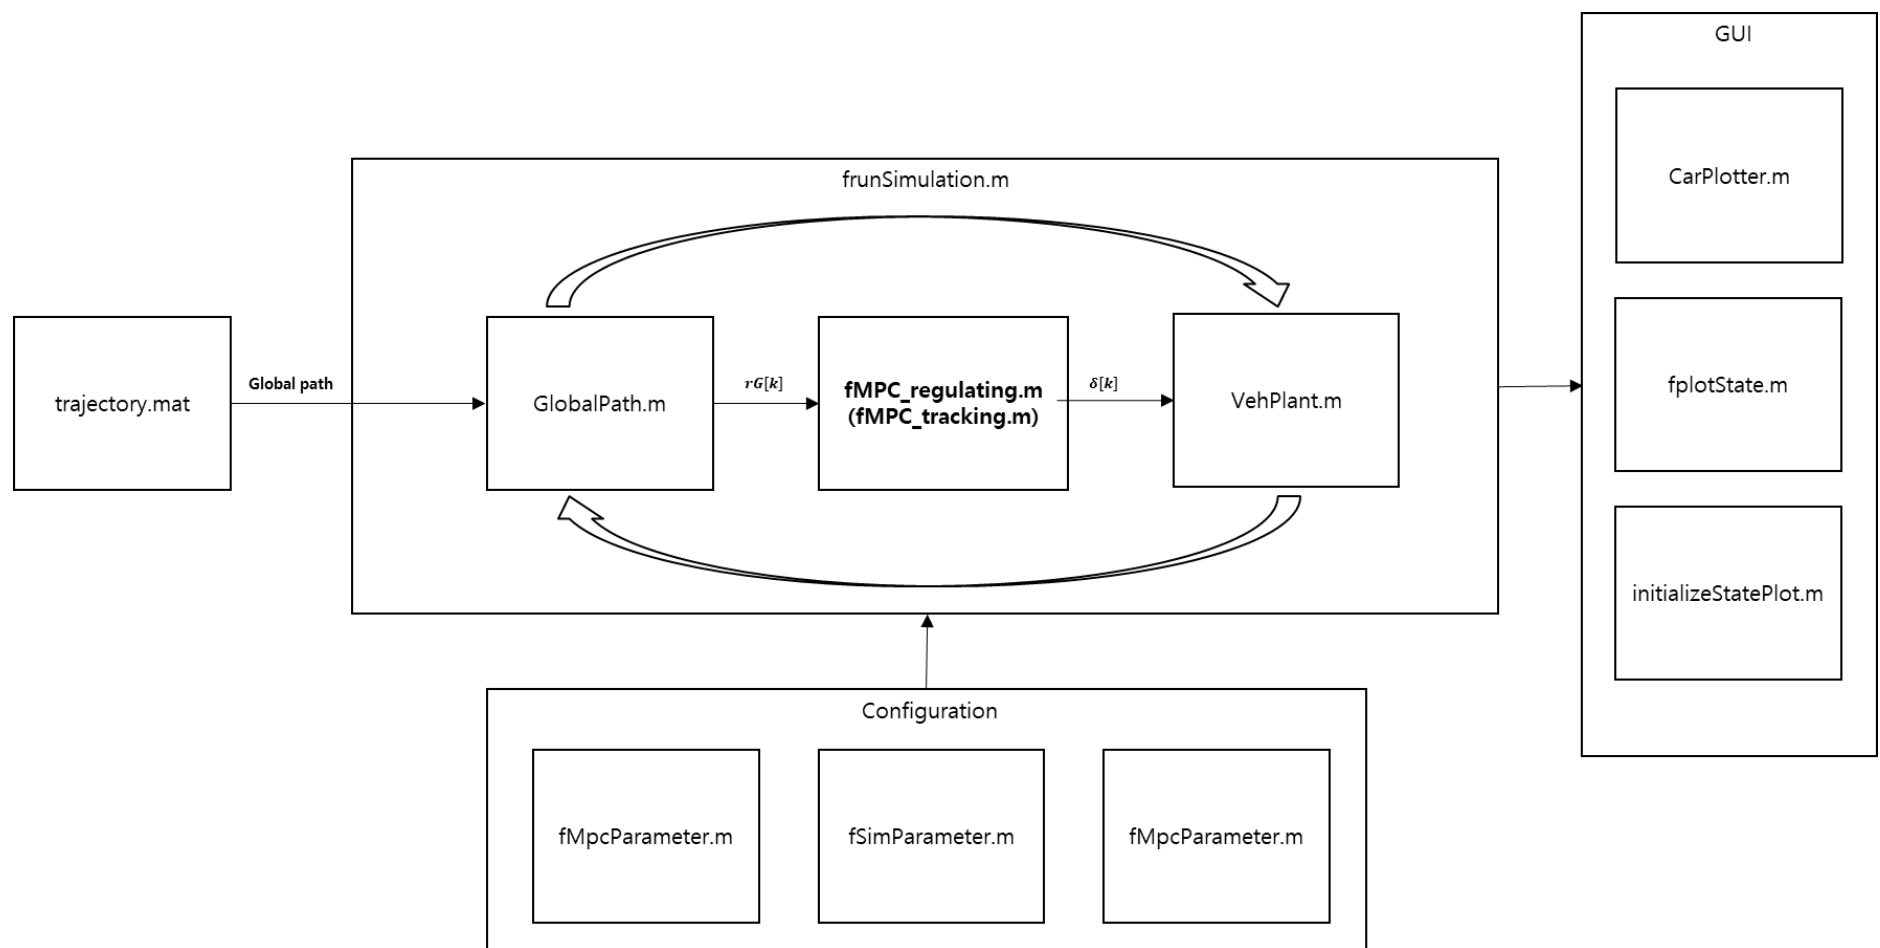 GUI
CarPlotter.m
fplotState.m
initializeStatePlot.m
frunSimulation.m
trajectory.mat
Global path
GlobalPath.m
rG[k]
fMPC_regulating.m
(fMPC_tracking.m)
δ[k]
VehPlant.m
Configuration
fMpcParameter.m
fSimParameter.m
fMpcParameter.m